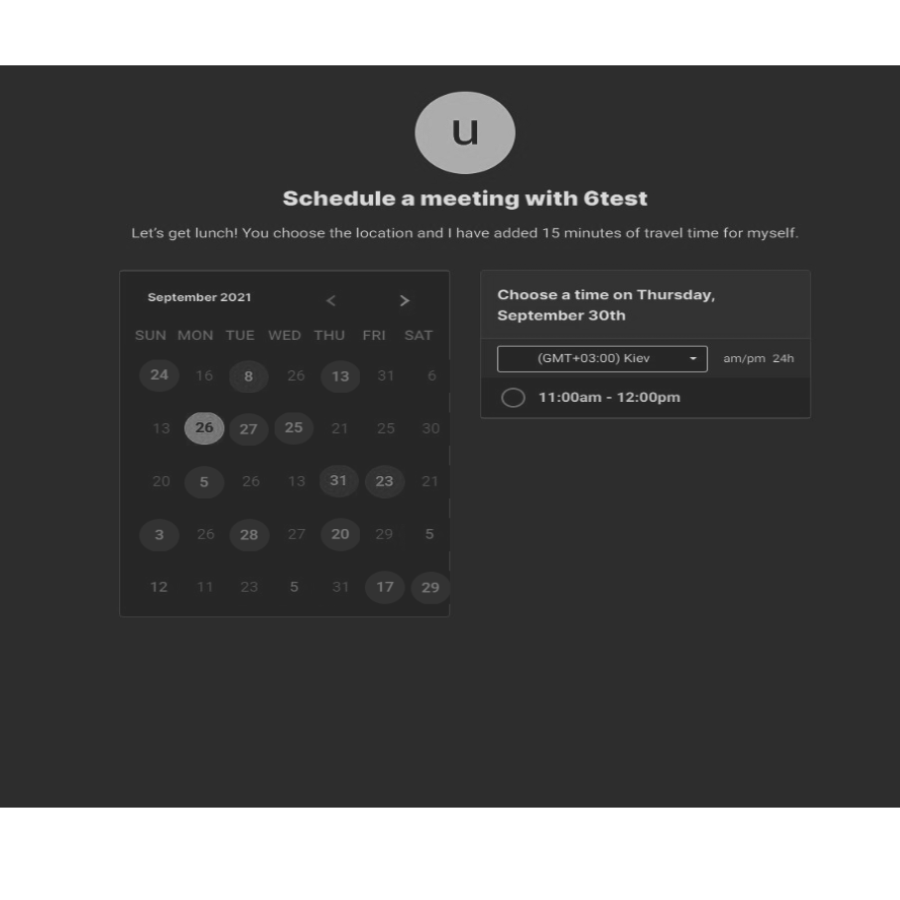 u
Schedule a meeting with 6test
Let's get lunch! You choose the location and I have added 15 minutes of travel time for myself.
September 2021 < >
SUN MON TUE WED THU FRI SAT
24 16 8 26 13 31 6
13 26 27 25 21 25 30
20 5 26 13 31 23 21
3 26 28 27 20 29 5
12 11 23 5 31 17 29
Choose a time on Thursday,
September 30th
(GMT+03:00) Kiev am/pm 24h
11:00am - 12:00pm